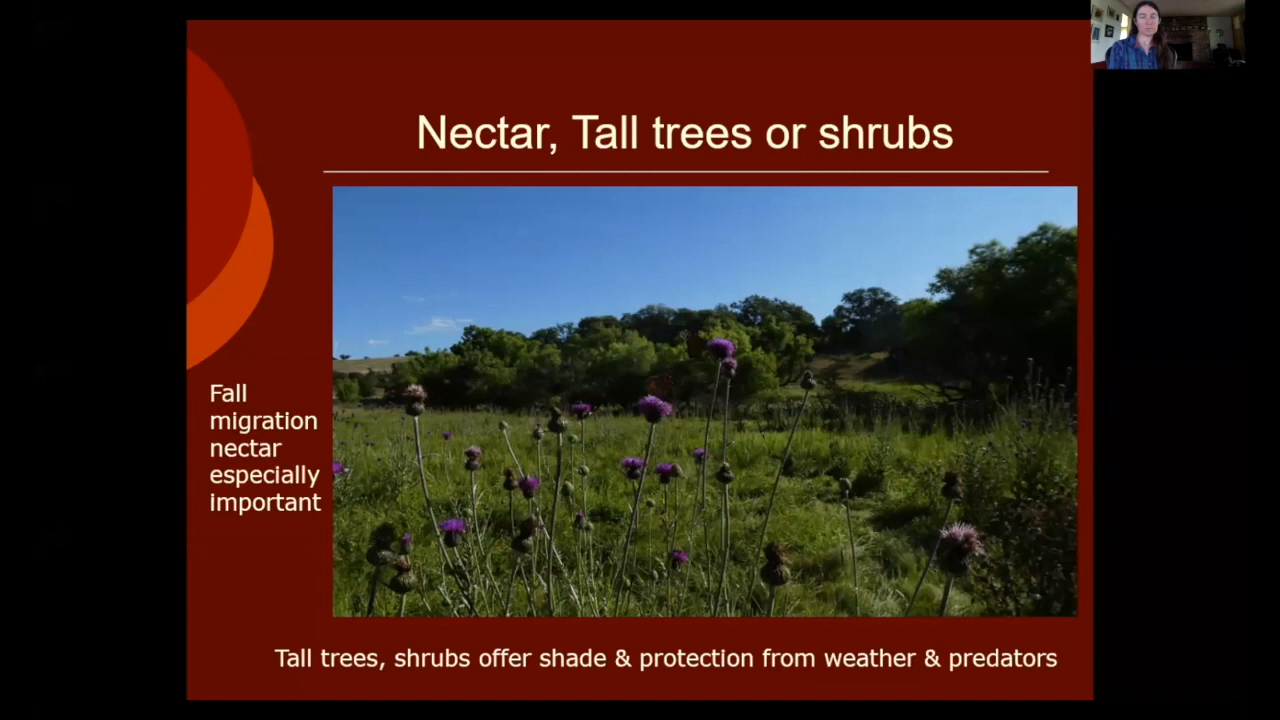 Nectar, Tall trees or shrubs
Fall
migration
nectar
especially
important
Tall trees, shrubs offer shade & protection from weather & predators